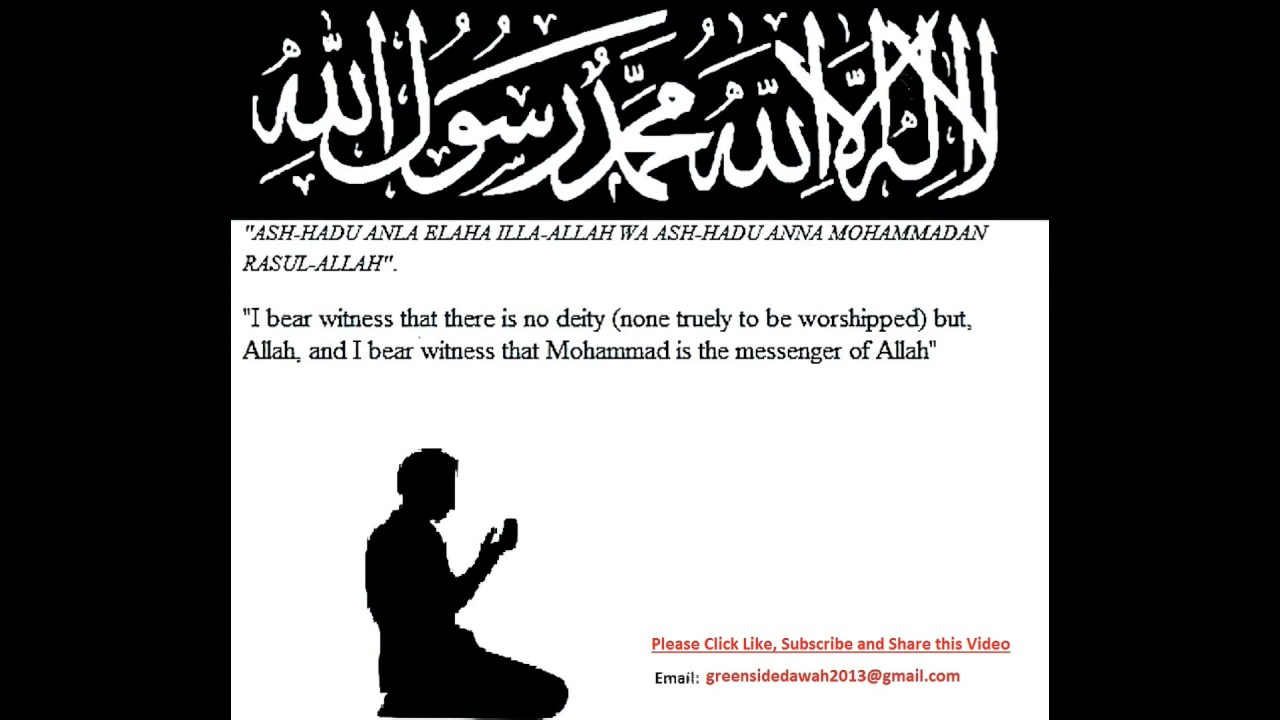 لا إله إلا الله محمد رسول الله
"ASH-HADU ANLA ELAHA ILLA-ALLAH WA ASH-HADU ANNA MOHAMMADAN
RASUL-ALLAH".
"I bear witness that there is no deity (none truely to be worshipped) but,
Allah, and I bear witness that Mohammad is the messenger of Allah"
Please Click Like, Subscribe and Share this Video
Email: greensidedawah2013@gmail.com